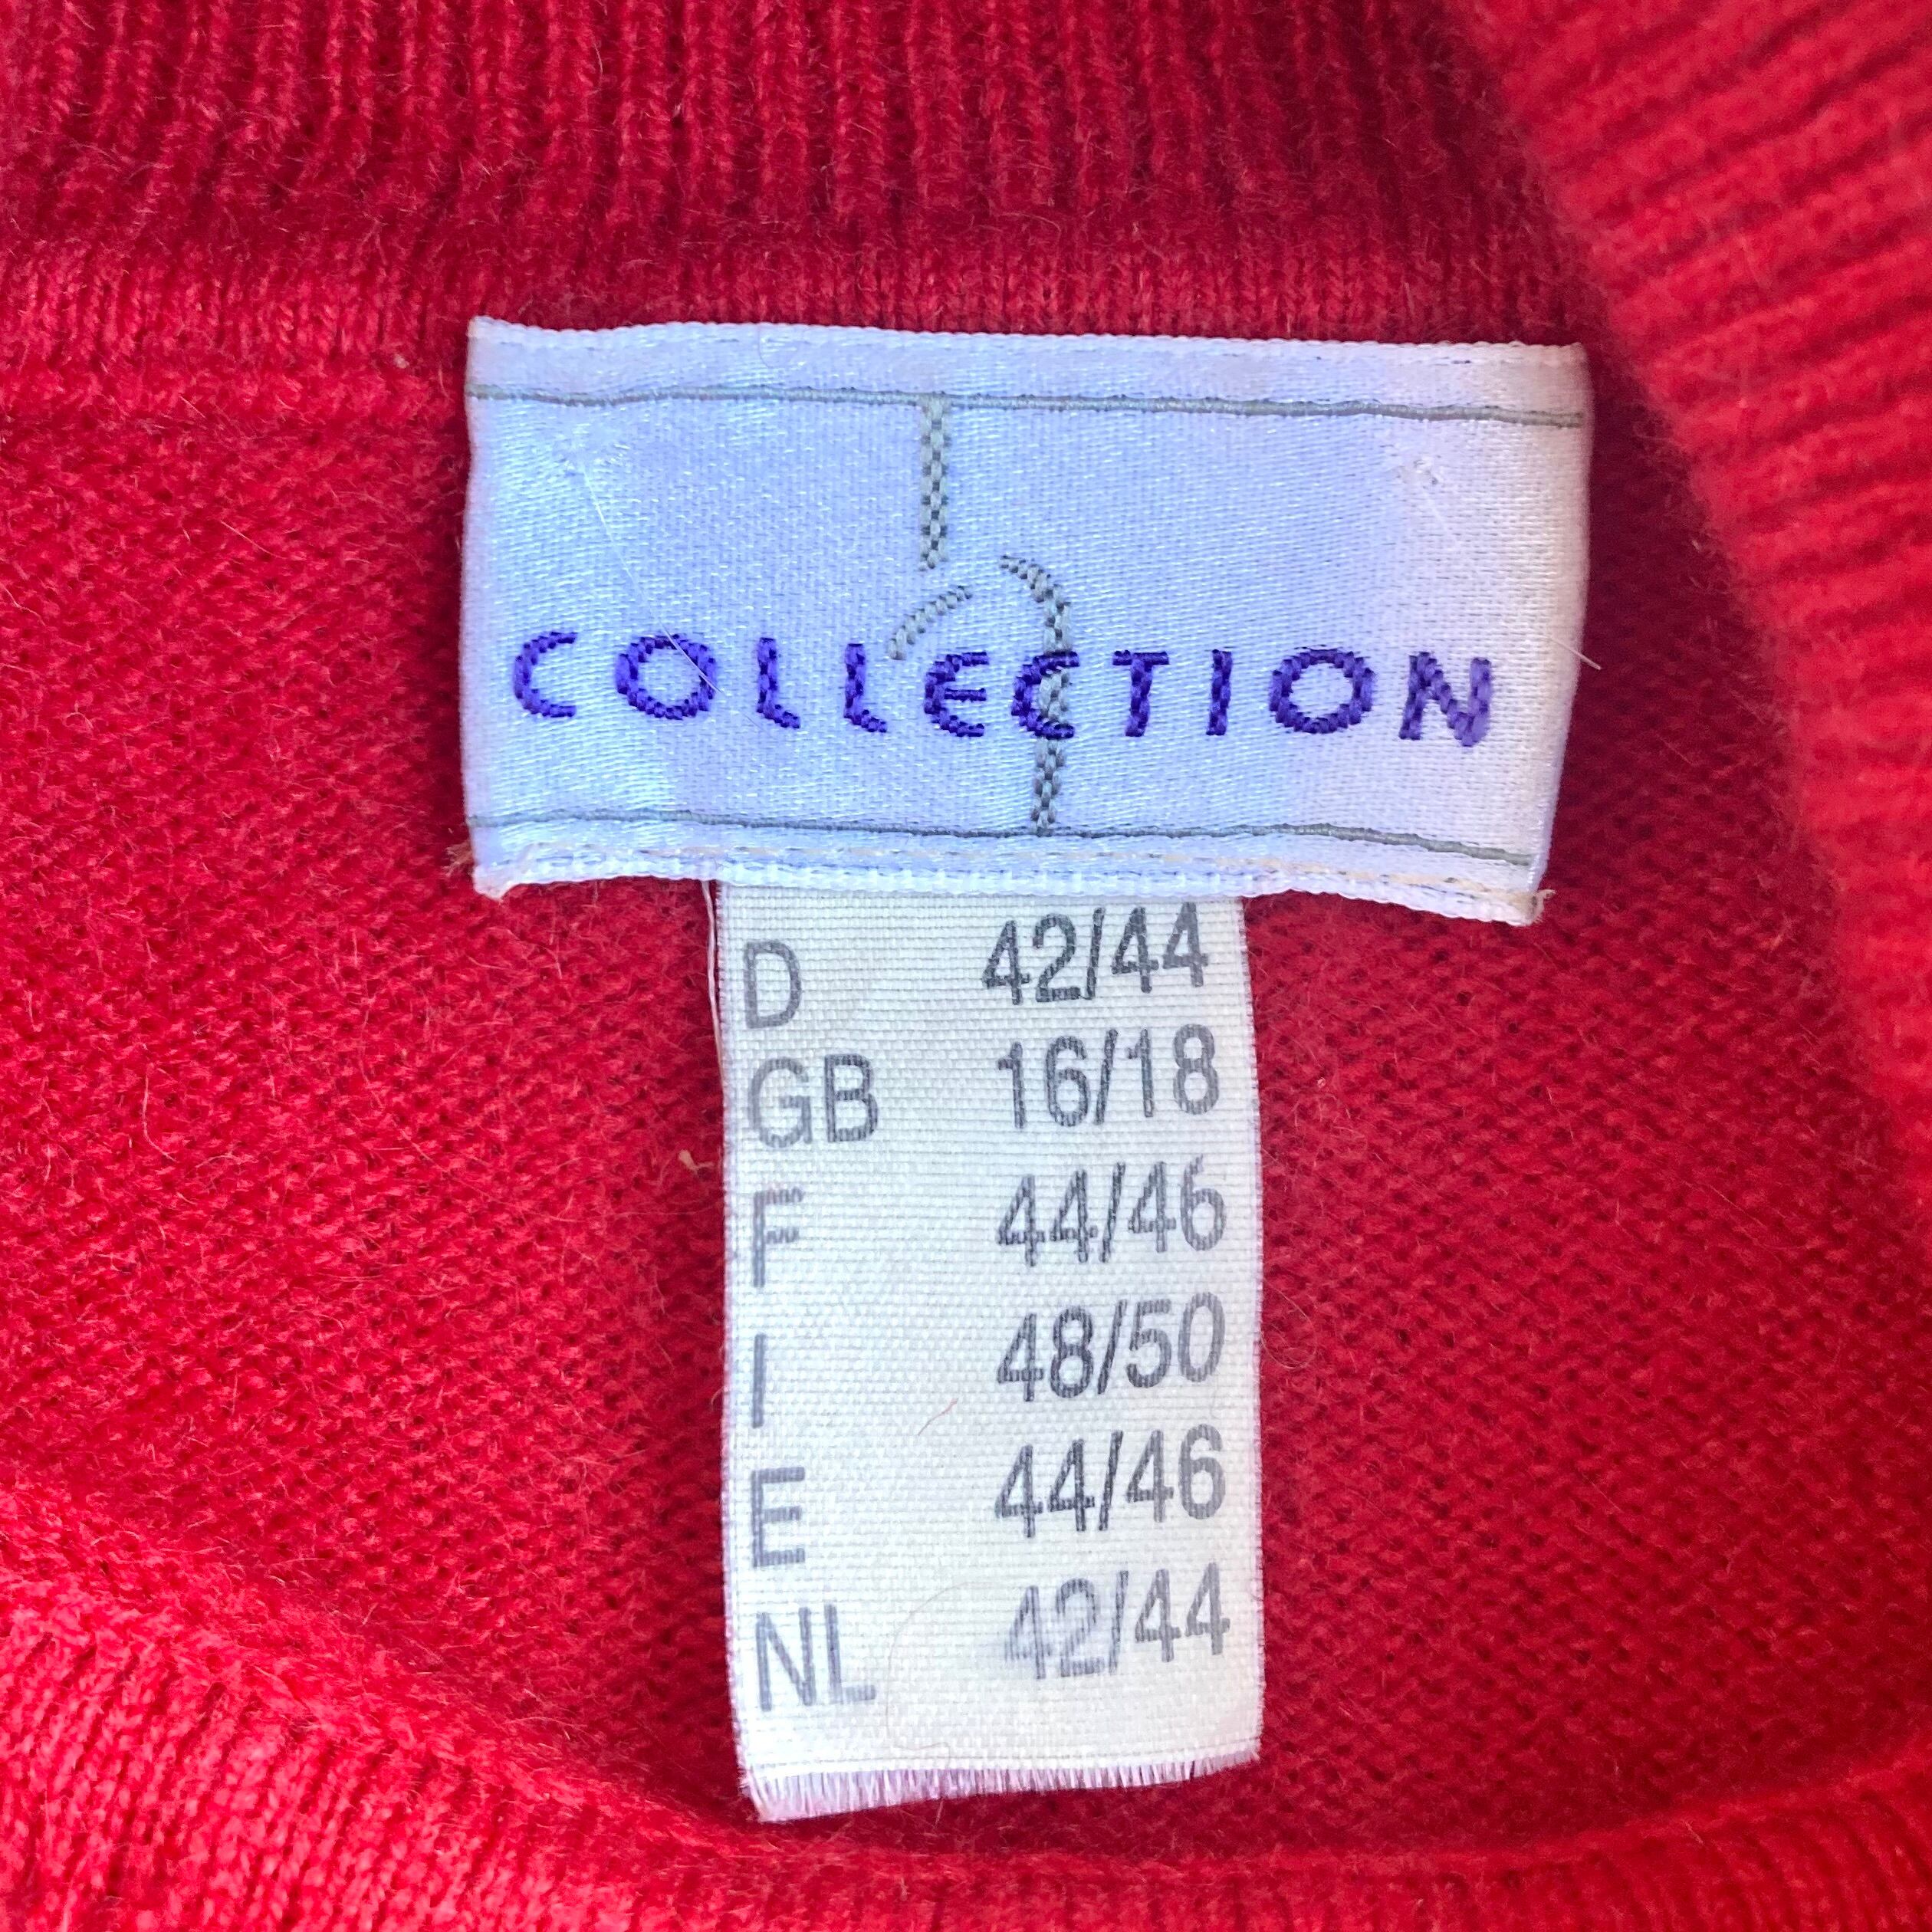 COLLECTION
D 42/44
GB 16/18
F 44/46
I 48/50
E 44/46
NL 42/44